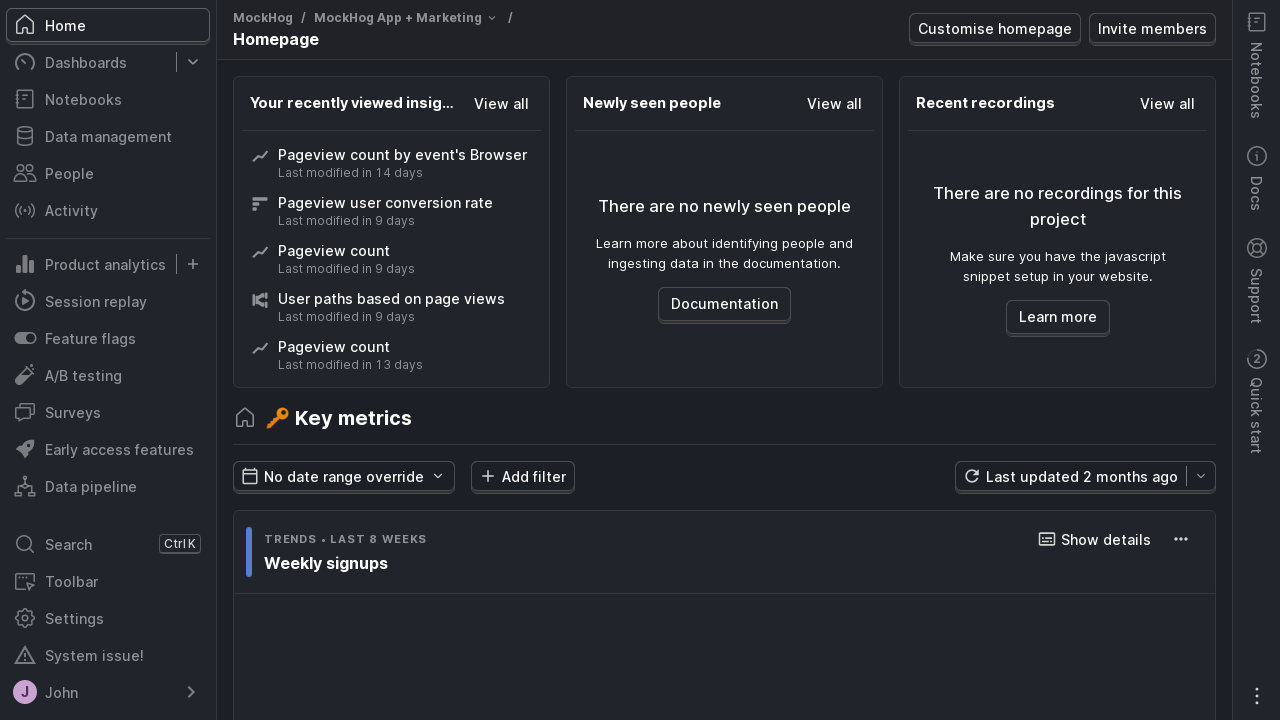 Home
Dashboards
Notebooks
Data management
People
Activity
Product analytics
Session replay
Feature flags
A/B testing
Surveys
Early access features
Data pipeline
Search
Ctrl K
Toolbar
Settings
System issue!
J
John
MockHog / MockHog App + Marketing /
Homepage
Customise homepage
Invite members
Your recently viewed insig...
View all
Pageview count by event's Browser
Last modified in 14 days
Pageview user conversion rate
Last modified in 9 days
Pageview count
Last modified in 9 days
User paths based on page views
Last modified in 9 days
Pageview count
Last modified in 13 days
Newly seen people
View all
There are no newly seen people
Learn more about identifying people and
ingesting data in the documentation.
Documentation
Recent recordings
View all
There are no recordings for this
project
Make sure you have the javascript
snippet setup in your website.
Learn more
🔑 Key metrics
No date range override
Add filter
Last updated 2 months ago
TRENDS • LAST 8 WEEKS
Weekly signups
Show details
Notebooks
Docs
Support
2
Quick start